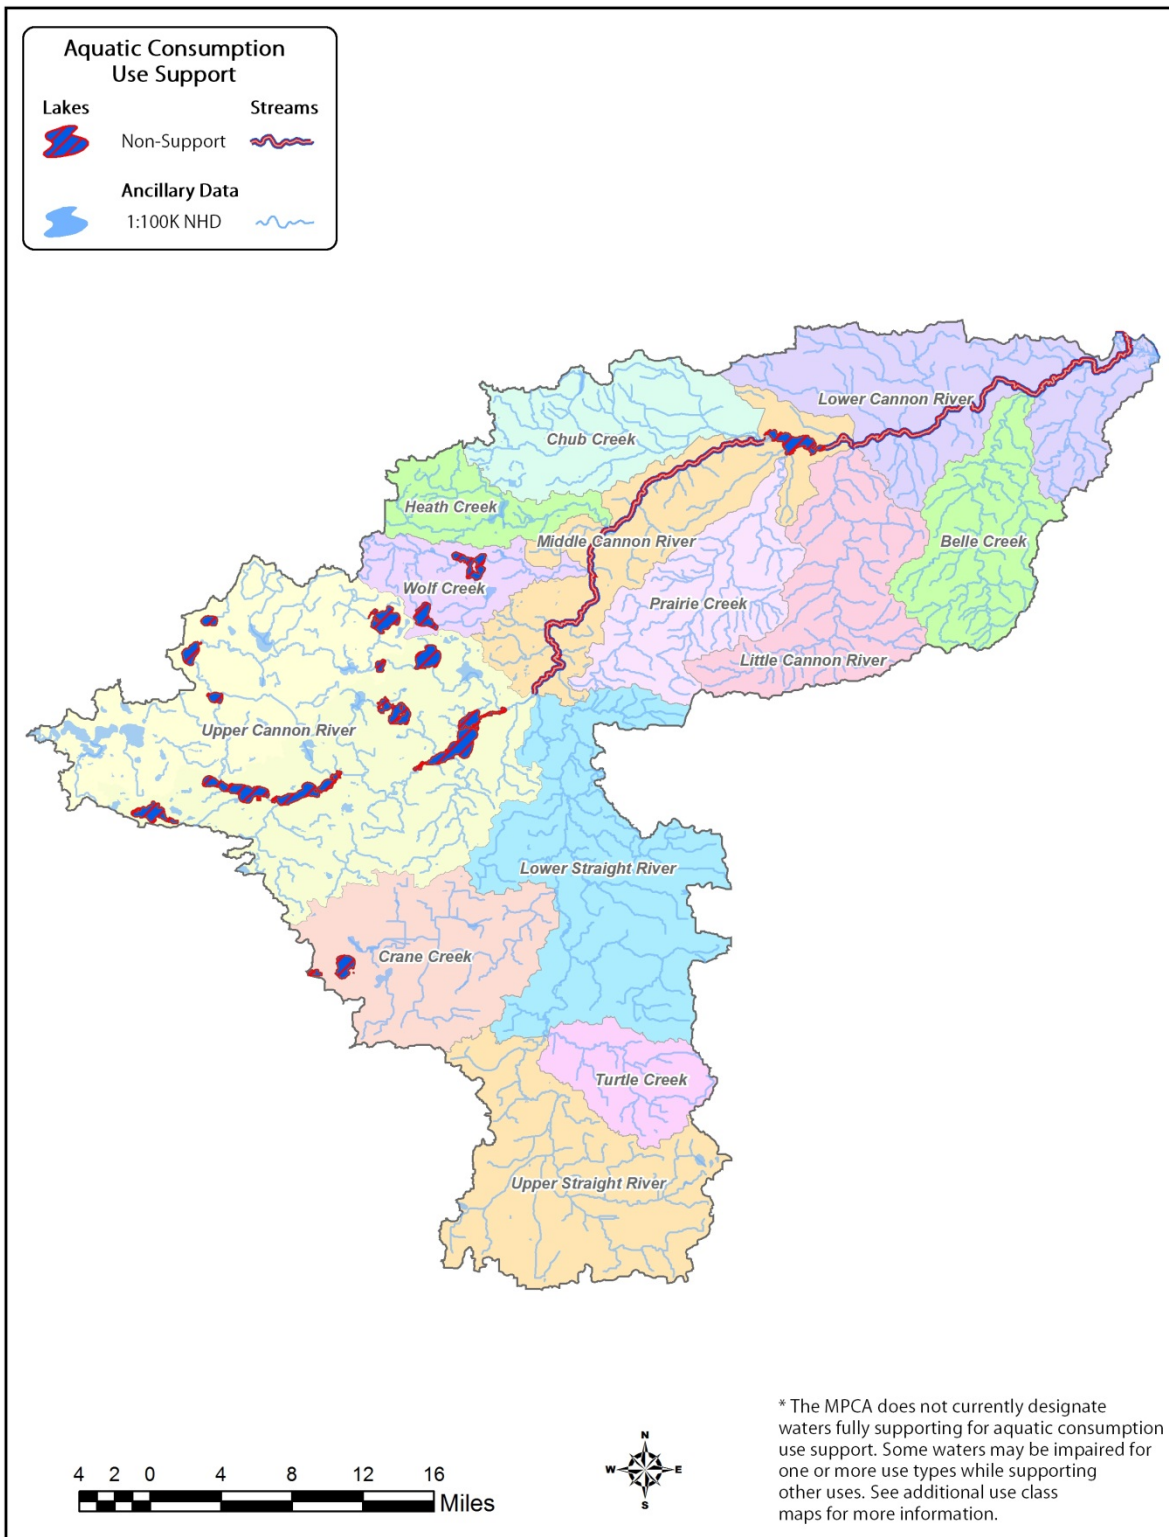 Aquatic Consumption
Use Support
Lakes Streams
Non-Support
Ancillary Data
1:100K NHD
Lower Cannon River
Chub Creek
Heath Creek
Middle Cannon River
Belle Creek
Wolf Creek
Prairie Creek
Little Cannon River
Upper Cannon River
Lower Straight River
Crane Creek
Turtle Creek
Upper Straight River
* The MPCA does not currently designate
waters fully supporting for aquatic consumption
use support. Some waters may be impaired for
one or more use types while supporting
other uses. See additional use class
maps for more information.
N
W E
S
4 2 0 4 8 12 16
Miles